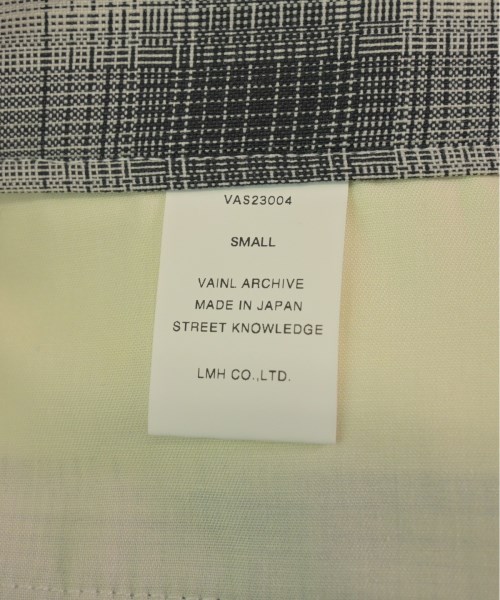 VAS23004
SMALL
VAINL ARCHIVE
MADE IN JAPAN
STREET KNOWLEDGE
LMH CO.,LTD.